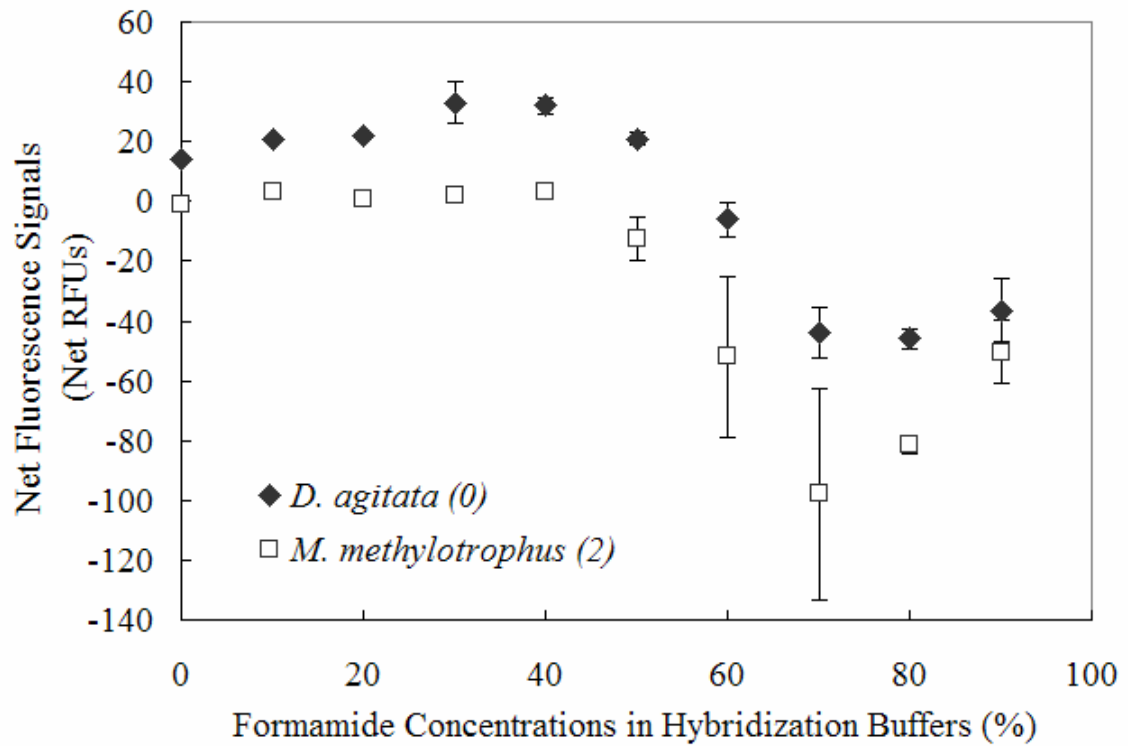 60
40
20
0
-20
-40
-60
-80
-100
-120
-140
Net Fluorescence Signals
(Net RFUs)
D. agitata (0)
M. methylotrophus (2)
0 20 40 60 80 100
Formamide Concentrations in Hybridization Buffers (%)